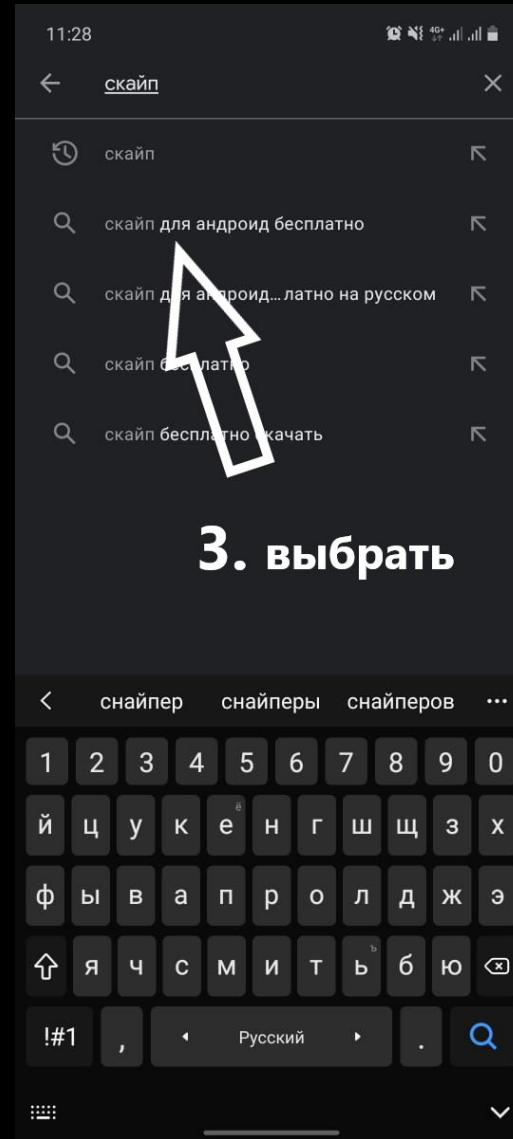 11:28 4G+
скайп
скайп
скайп для андроид бесплатно
скайп для андроид...латно на русском
скайп бесплатно
скайп бесплатно скачать
3. выбрать
снайпер снайперы снайперов ...
1 2 3 4 5 6 7 8 9 0
й ц у к е ё н г ш щ з х
ф ы в а п р о л д ж э
я ч с м и т ь ъ б ю
!#1 , Русский .